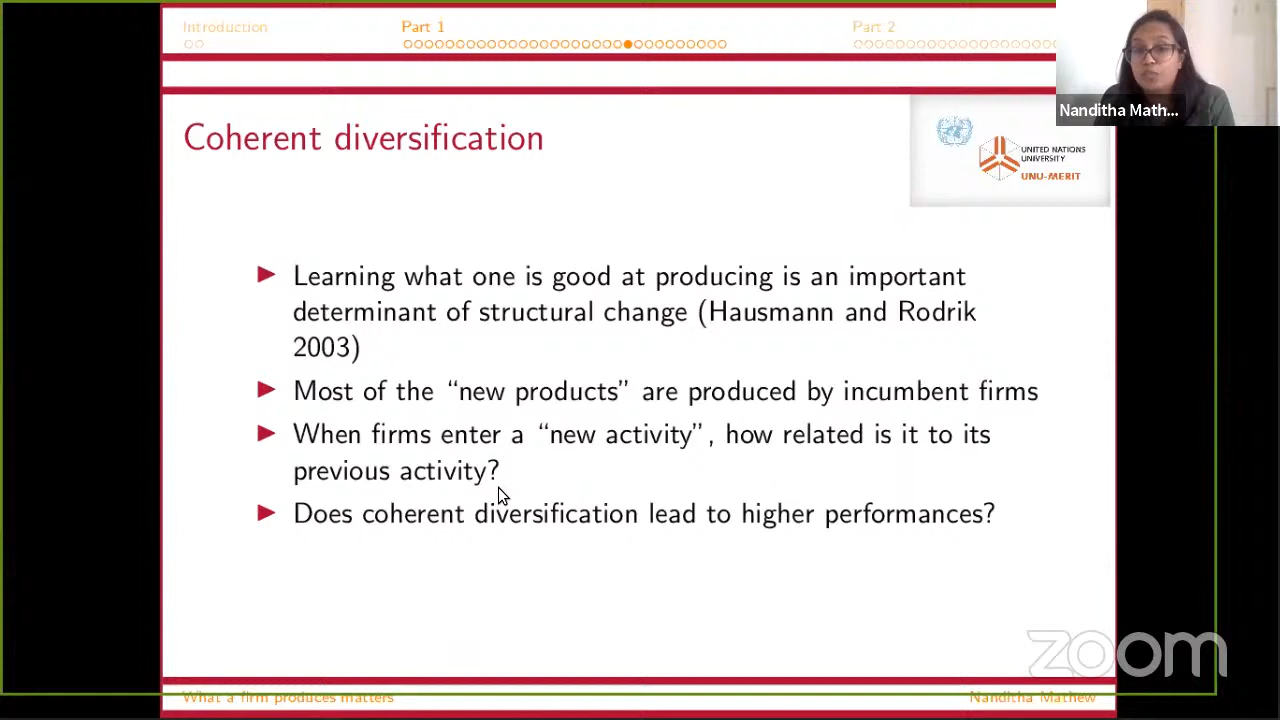 Introduction
Part 1
Part 2
Nanditha Math...
Coherent diversification
UNITED NATIONS
UNIVERSITY
UNU-MERIT
Learning what one is good at producing is an important
determinant of structural change (Hausmann and Rodrik
2003)
Most of the “new products” are produced by incumbent firms
When firms enter a “new activity”, how related is it to its
previous activity?
Does coherent diversification lead to higher performances?
zoom
What a firm produces matters
Nanditha Mathew